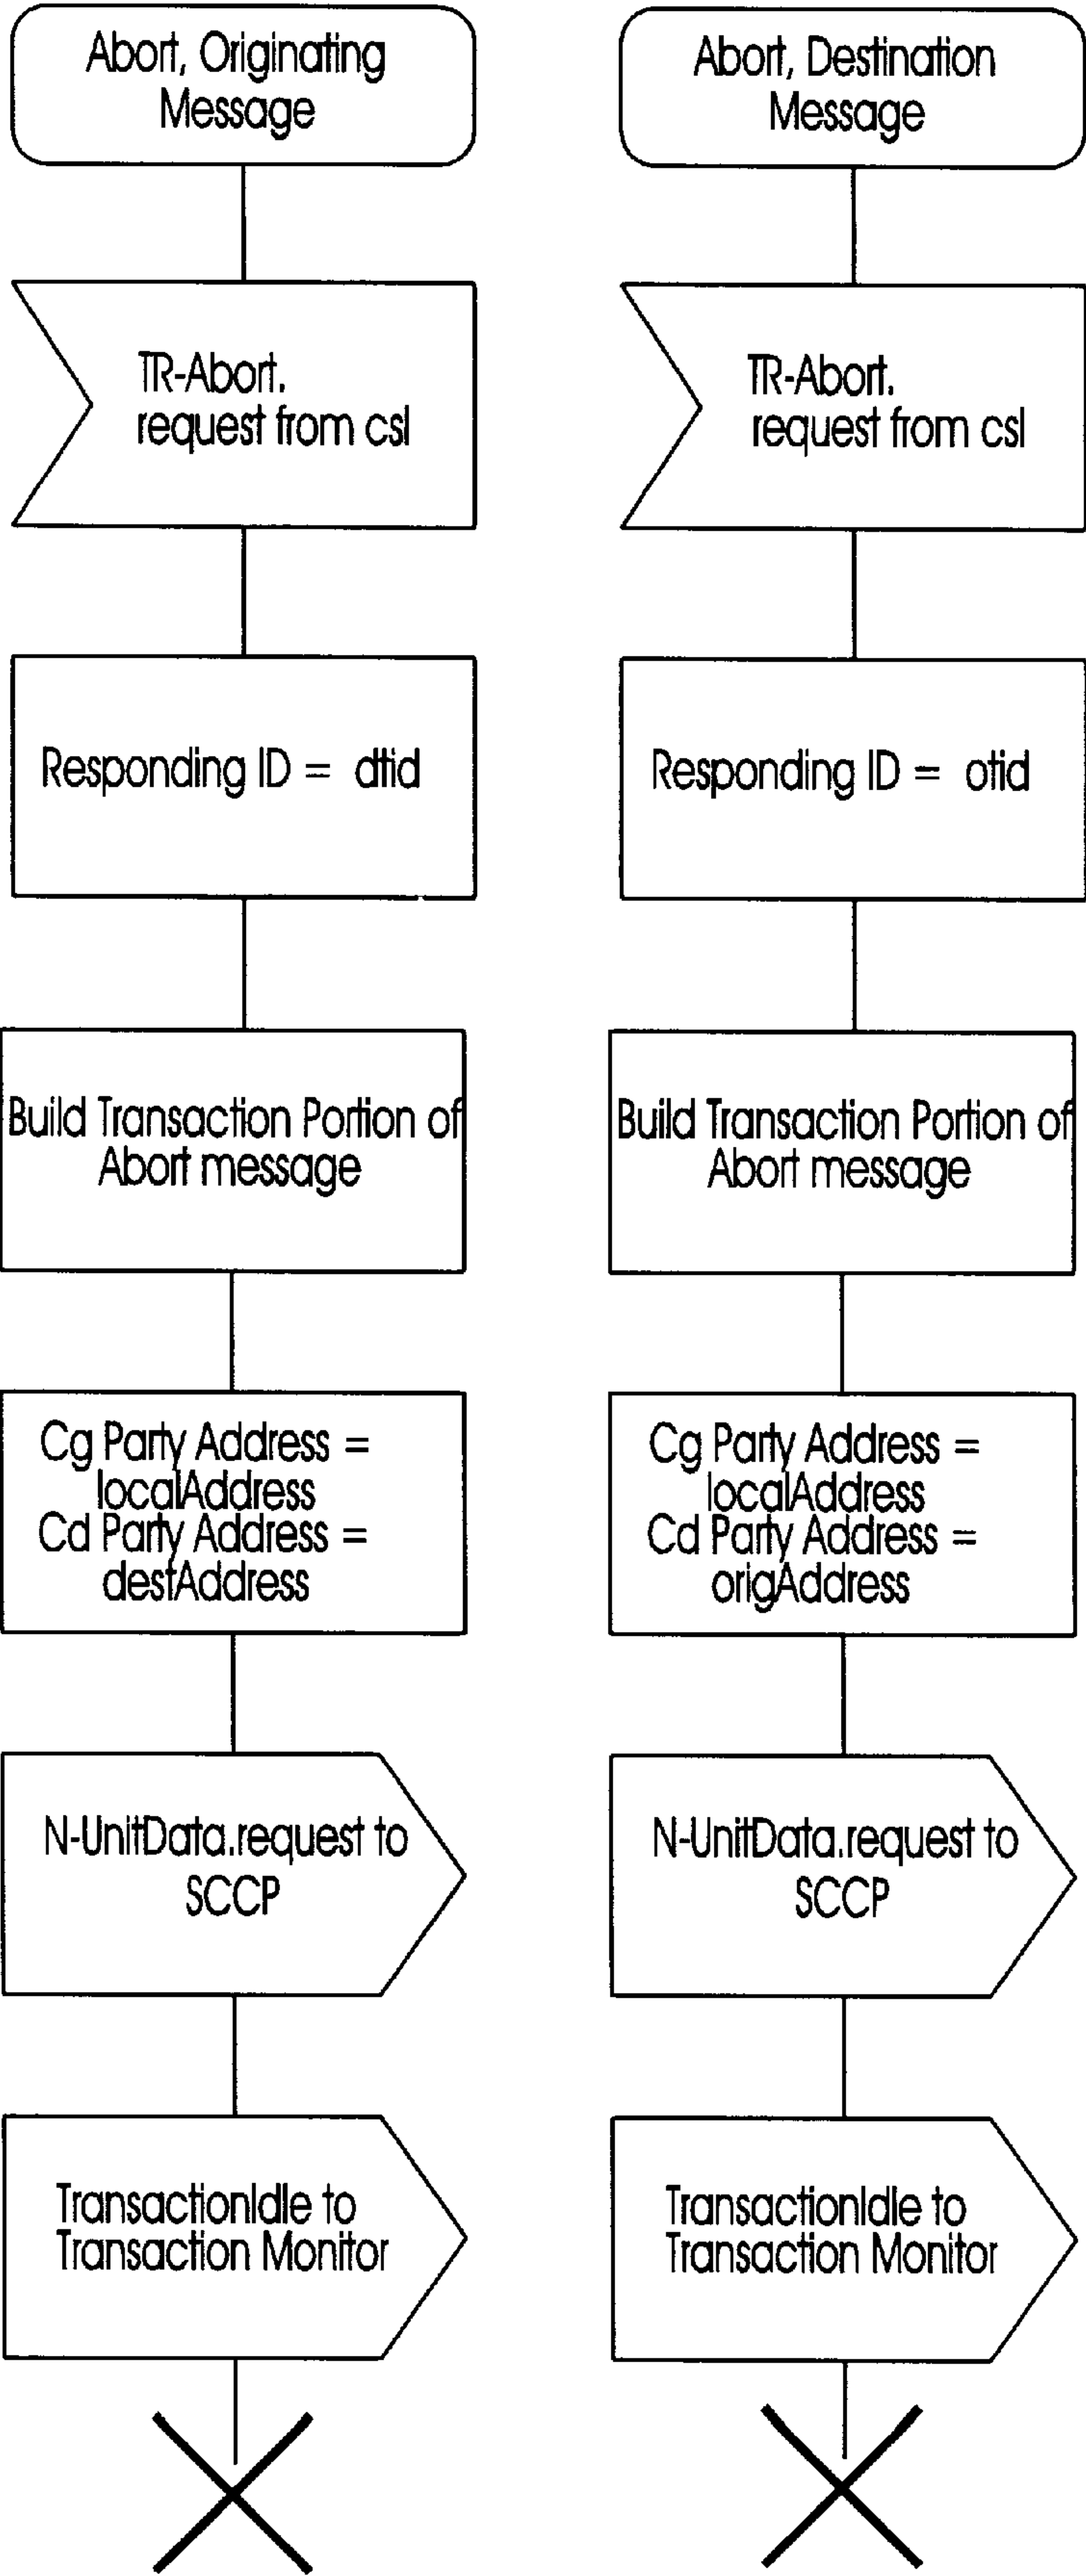 Abort, Originating
Message
TR-Abort.
request from csl
Responding ID = dtid
Build Transaction Portion of
Abort message
Cg Party Address =
localAddress
Cd Party Address =
destAddress
N-UnitData.request to
SCCP
TransactionIdle to
Transaction Monitor
Abort, Destination
Message
TR-Abort.
request from csl
Responding ID = otid
Build Transaction Portion of
Abort message
Cg Party Address =
localAddress
Cd Party Address =
origAddress
N-UnitData.request to
SCCP
TransactionIdle to
Transaction Monitor